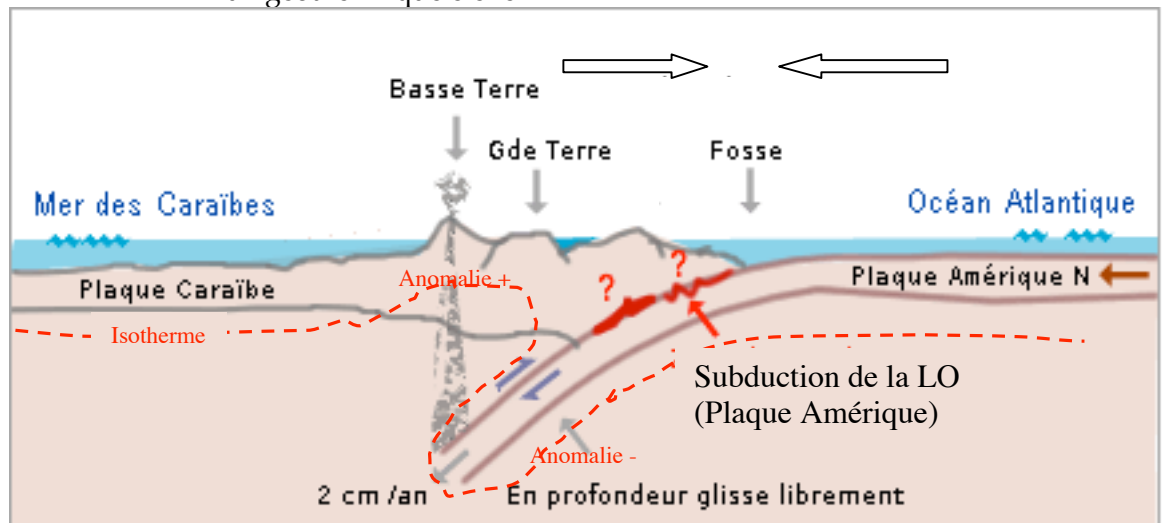 Basse Terre
Gde Terre
Fosse
Mer des Caraïbes
Océan Atlantique
Anomalie +
?
?
Plaque Caraïbe
Plaque Amérique N
Isotherme
Subduction de la LO
(Plaque Amérique)
Anomalie -
2 cm /an
En profondeur glisse librement